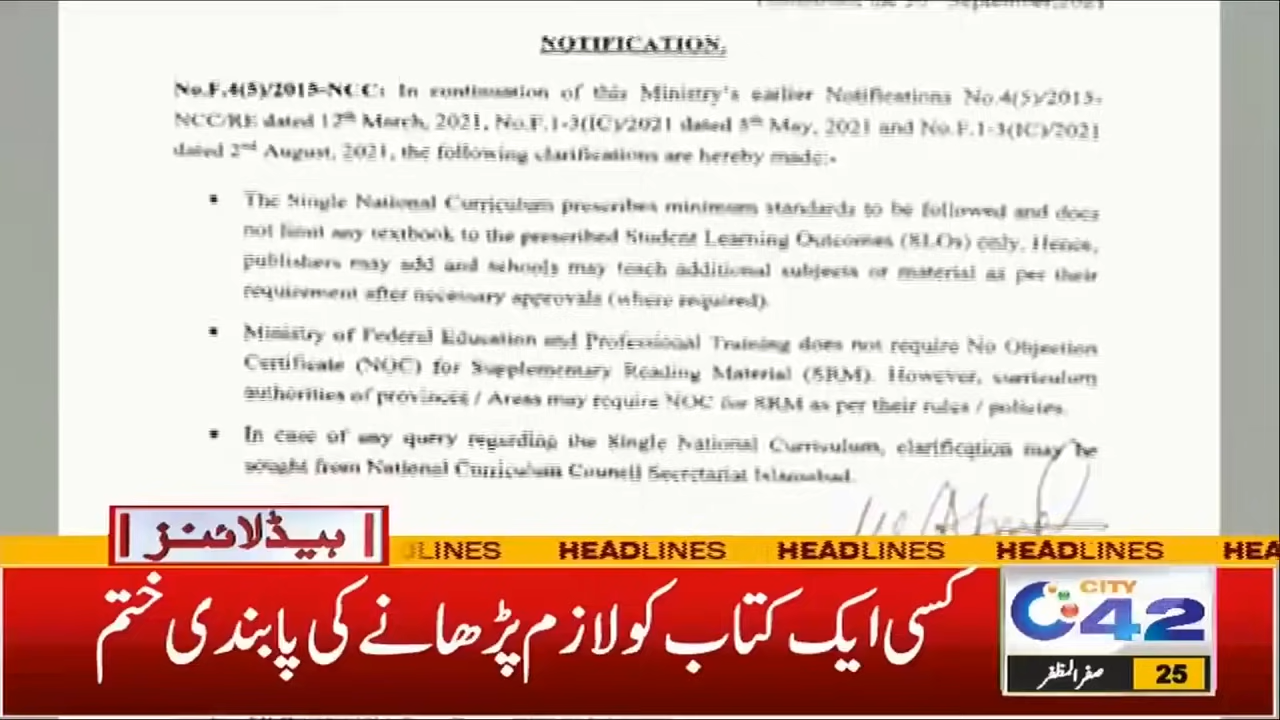 September, 2021
NOTIFICATION.
No.F.4(5)/2015-NCC: In continuation of this Ministry's earlier Notifications No.4(5)/2015-
NCC/RE dated 12th March, 2021, No.F.1-3(IC)/2021 dated 5th May, 2021 and No.F.1-3(IC)/2021
dated 2nd August, 2021, the following clarifications are hereby made:-
▪ The Single National Curriculum prescribes minimum standards to be followed and does
not limit any textbook to the prescribed Student Learning Outcomes (SLOs) only. Hence,
publishers may add and schools may teach additional subjects or material as per their
requirement after necessary approvals (where required).
▪ Ministry of Federal Education and Professional Training does not require No Objection
Certificate (NOC) for Supplementary Reading Material (SRM). However, curriculum
authorities of provinces / Areas may require NOC for SRM as per their rules / policies.
▪ In case of any query regarding the Single National Curriculum, clarification may be
sought from National Curriculum Council Secretariat Islamabad.
ہیڈلائنز
LINES HEADLINES HEADLINES HEADLINES HEA
کسی ایک کتاب کو لازم پڑھانے کی پابندی ختم
CITY
42
صفر المظفر 25